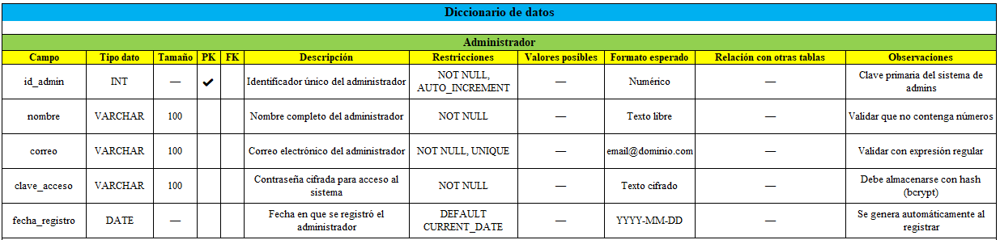 Diccionario de datos
Administrador
Campo Tipo dato Tamaño PK FK Descripción Restricciones Valores posibles Formato esperado Relación con otras tablas Observaciones
id_admin INT — ✔ Identificador único del administrador NOT NULL, AUTO_INCREMENT — Numérico — Clave primaria del sistema de admins
nombre VARCHAR 100 Nombre completo del administrador NOT NULL — Texto libre — Validar que no contenga números
correo VARCHAR 100 Correo electrónico del administrador NOT NULL, UNIQUE — email@dominio.com — Validar con expresión regular
clave_acceso VARCHAR 100 Contraseña cifrada para acceso al sistema NOT NULL — Texto cifrado — Debe almacenarse con hash (bcrypt)
fecha_registro DATE — Fecha en que se registró el administrador DEFAULT CURRENT_DATE — YYYY-MM-DD — Se genera automáticamente al registrar